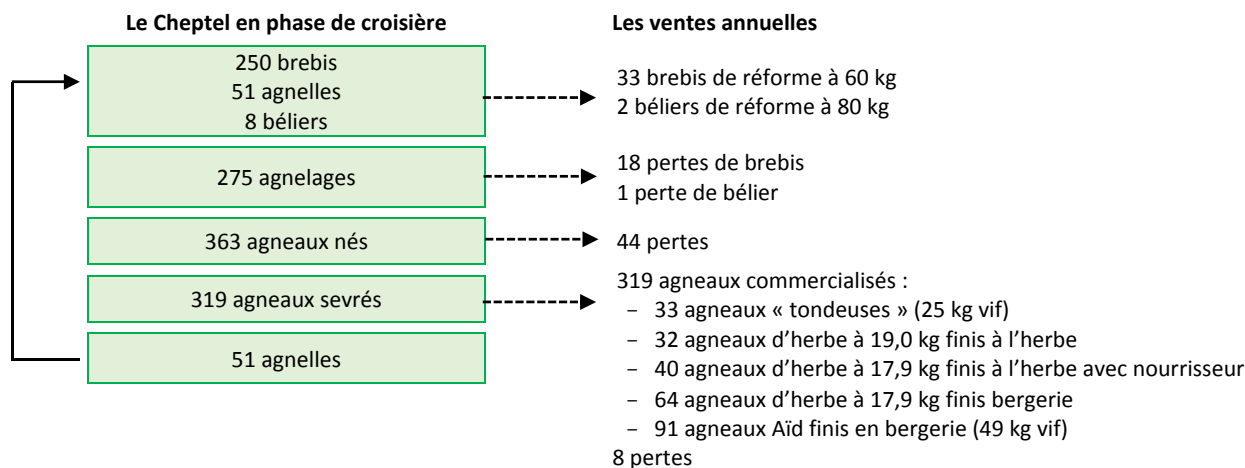 Le Cheptel en phase de croisière
250 brebis
51 agnelles
8 béliers
275 agnelages
363 agneaux nés
319 agneaux sevrés
51 agnelles
Les ventes annuelles
33 brebis de réforme à 60 kg
2 béliers de réforme à 80 kg
18 pertes de brebis
1 perte de bélier
44 pertes
319 agneaux commercialisés :
- 33 agneaux « tondeuses » (25 kg vif)
- 32 agneaux d’herbe à 19,0 kg finis à l’herbe
- 40 agneaux d’herbe à 17,9 kg finis à l’herbe avec nourrisseur
- 64 agneaux d’herbe à 17,9 kg finis bergerie
- 91 agneaux Aïd finis en bergerie (49 kg vif)
8 pertes